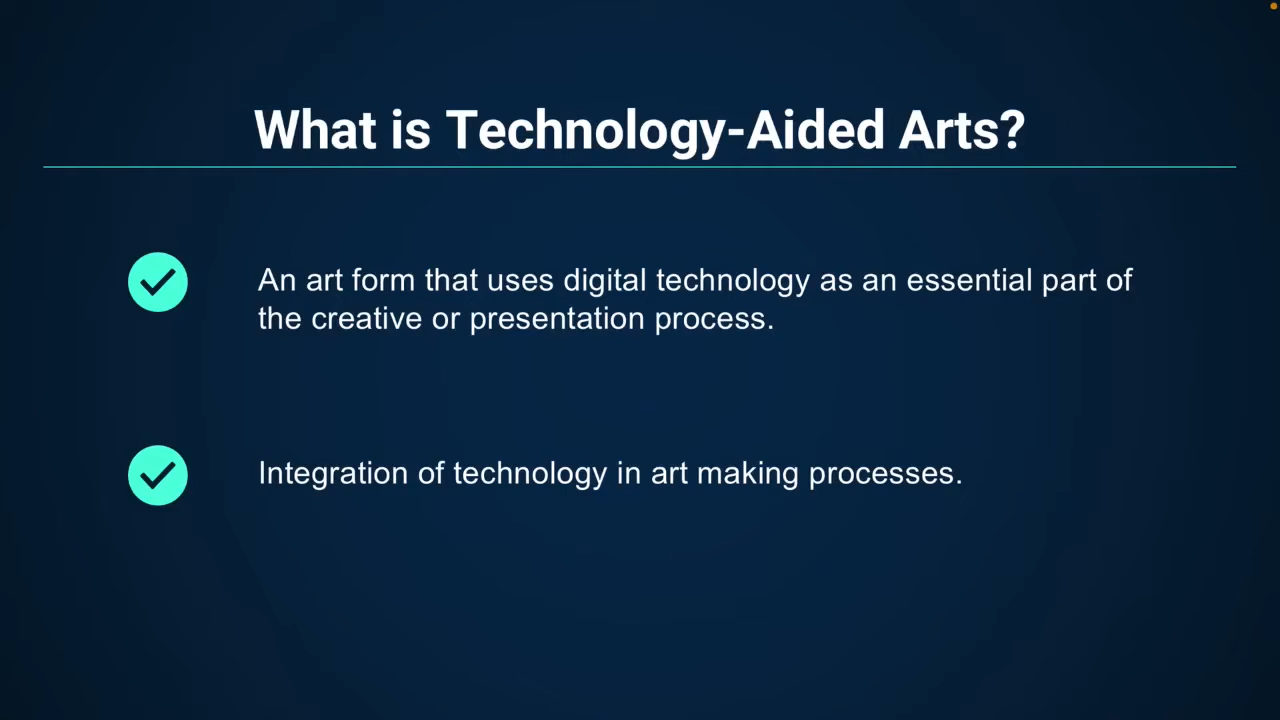 What is Technology-Aided Arts?
An art form that uses digital technology as an essential part of
the creative or presentation process.
Integration of technology in art making processes.